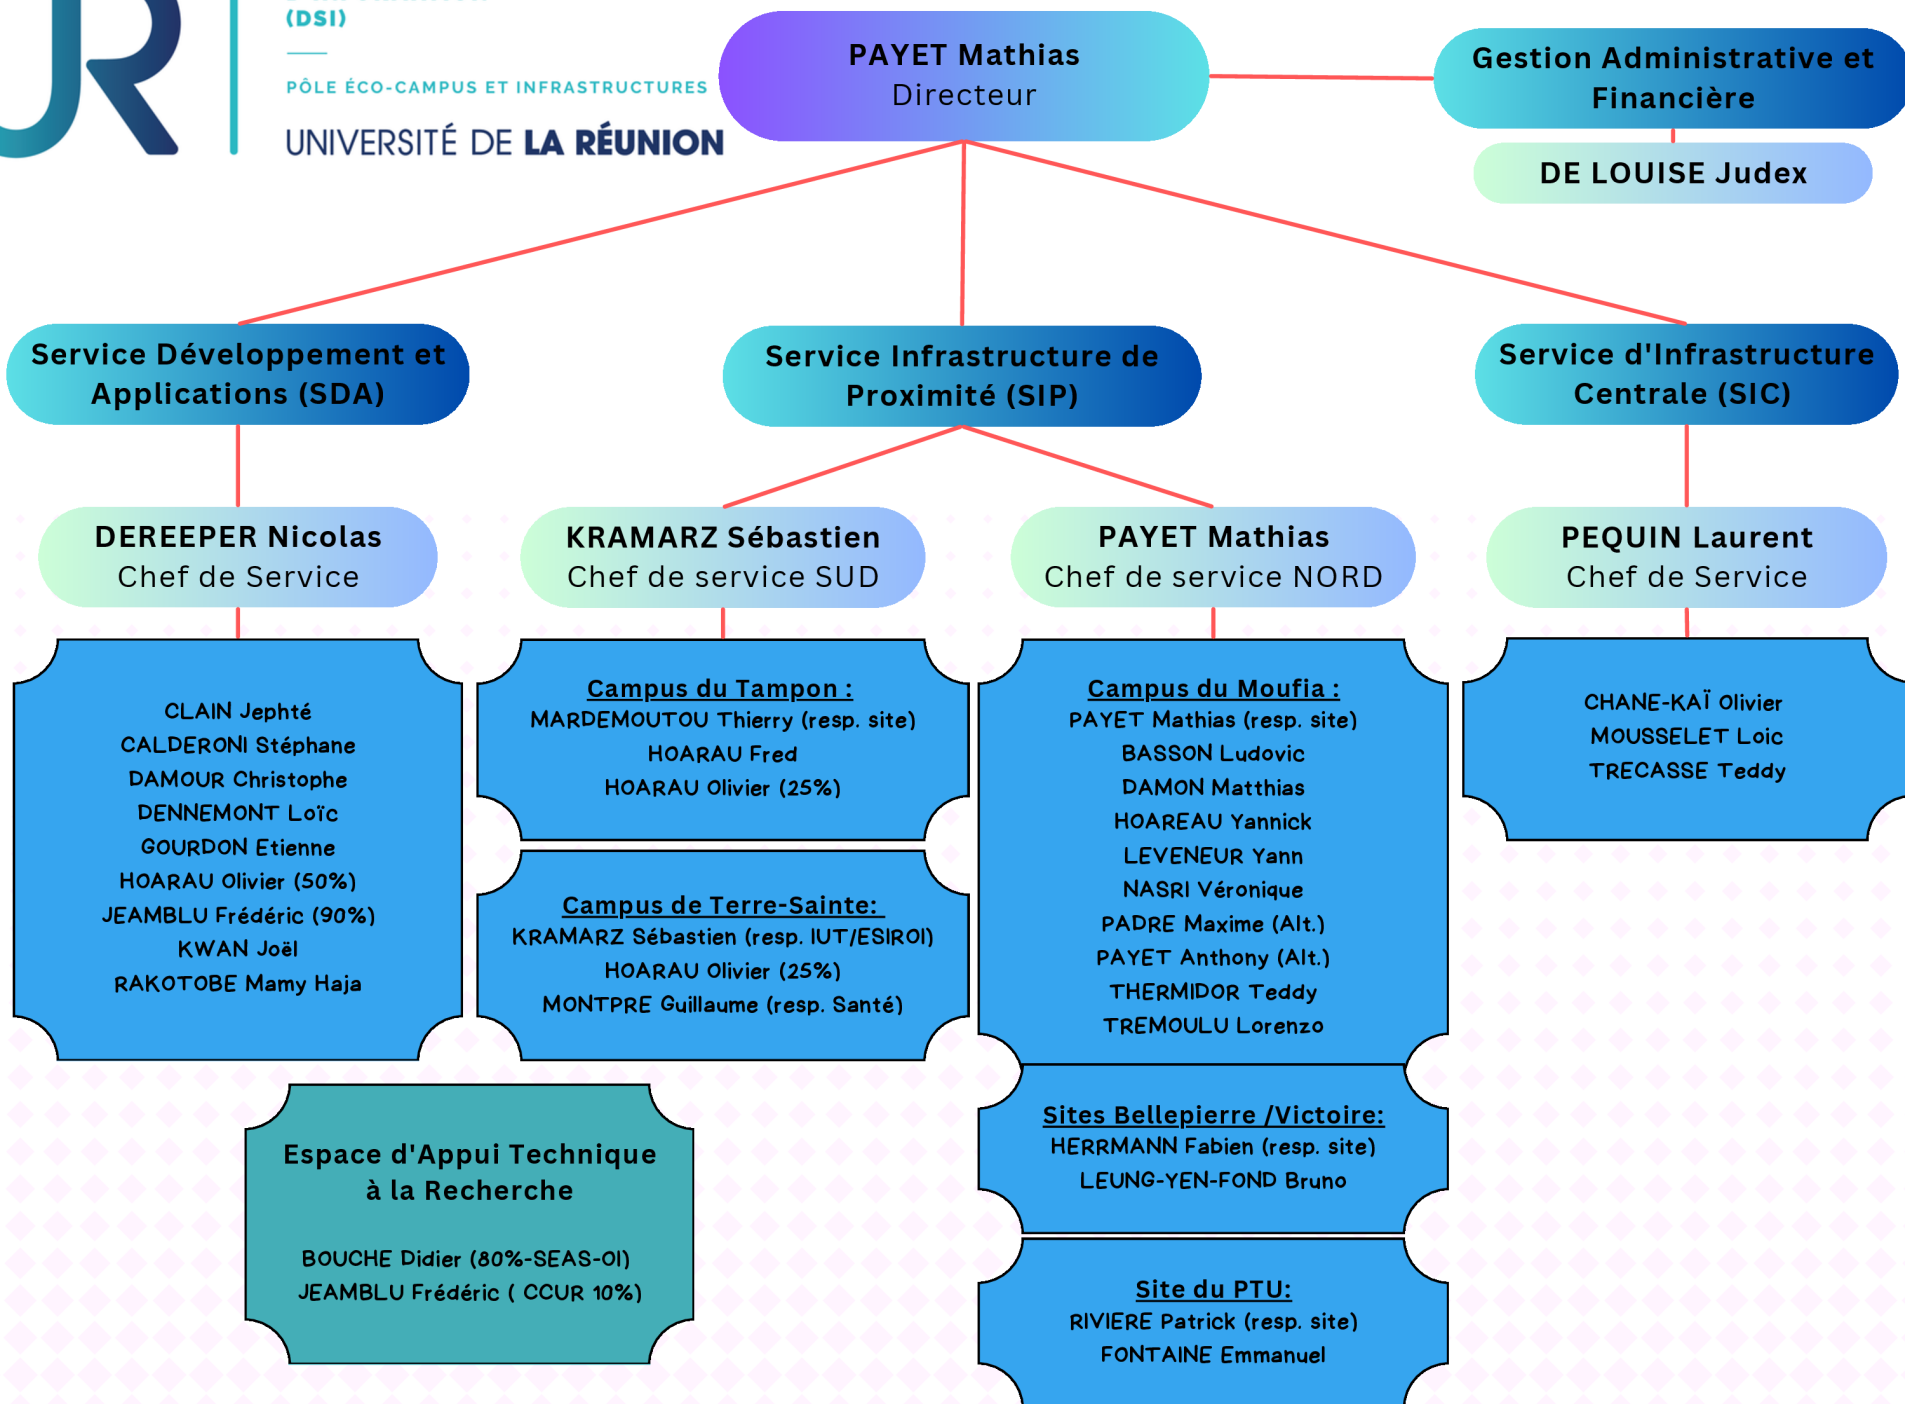 (DSI)
PÔLE ÉCO-CAMPUS ET INFRASTRUCTURES
UNIVERSITÉ DE LA RÉUNION
PAYET Mathias
Directeur
Gestion Administrative et
Financière
DE LOUISE Judex
Service Développement et
Applications (SDA)
Service Infrastructure de
Proximité (SIP)
Service d'Infrastructure
Centrale (SIC)
DEREEPER Nicolas
Chef de Service
KRAMARZ Sébastien
Chef de service SUD
PAYET Mathias
Chef de service NORD
PEQUIN Laurent
Chef de Service
CLAIN Jephté
CALDERONI Stéphane
DAMOUR Christophe
DENNEMONT Loïc
GOURDON Etienne
HOARAU Olivier (50%)
JEAMBLU Frédéric (90%)
KWAN Joël
RAKOTOBE Mamy Haja
Campus du Tampon :
MARDEMOUTOU Thierry (resp. site)
HOARAU Fred
HOARAU Olivier (25%)
Campus de Terre-Sainte:
KRAMARZ Sébastien (resp. IUT/ESIROI)
HOARAU Olivier (25%)
MONTPRE Guillaume (resp. Santé)
Campus du Moufia :
PAYET Mathias (resp. site)
BASSON Ludovic
DAMON Matthias
HOAREAU Yannick
LEVENEUR Yann
NASRI Véronique
PADRE Maxime (Alt.)
PAYET Anthony (Alt.)
THERMIDOR Teddy
TREMOULU Lorenzo
Sites Bellepierre /Victoire:
HERRMANN Fabien (resp. site)
LEUNG-YEN-FOND Bruno
Site du PTU:
RIVIERE Patrick (resp. site)
FONTAINE Emmanuel
CHANE-KAÏ Olivier
MOUSSELET Loic
TRECASSE Teddy
Espace d'Appui Technique
à la Recherche
BOUCHE Didier (80%-SEAS-OI)
JEAMBLU Frédéric ( CCUR 10%)